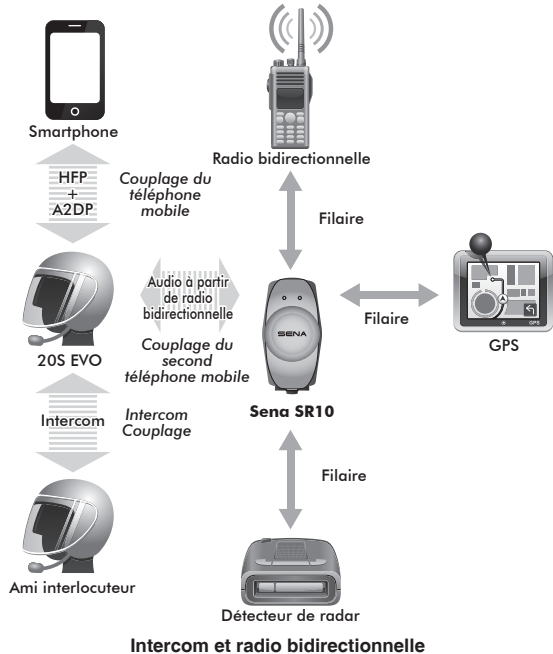 Smartphone
Radio bidirectionnelle
HFP
+
A2DP
Couplage du
téléphone
mobile
Filaire
Audio à partir
de radio
bidirectionnelle
SENA
Filaire
GPS
GPS
20S EVO
Couplage du
second
téléphone mobile
Sena SR10
Intercom
Intercom
Couplage
Filaire
Ami interlocuteur
Détecteur de radar
Intercom et radio bidirectionnelle